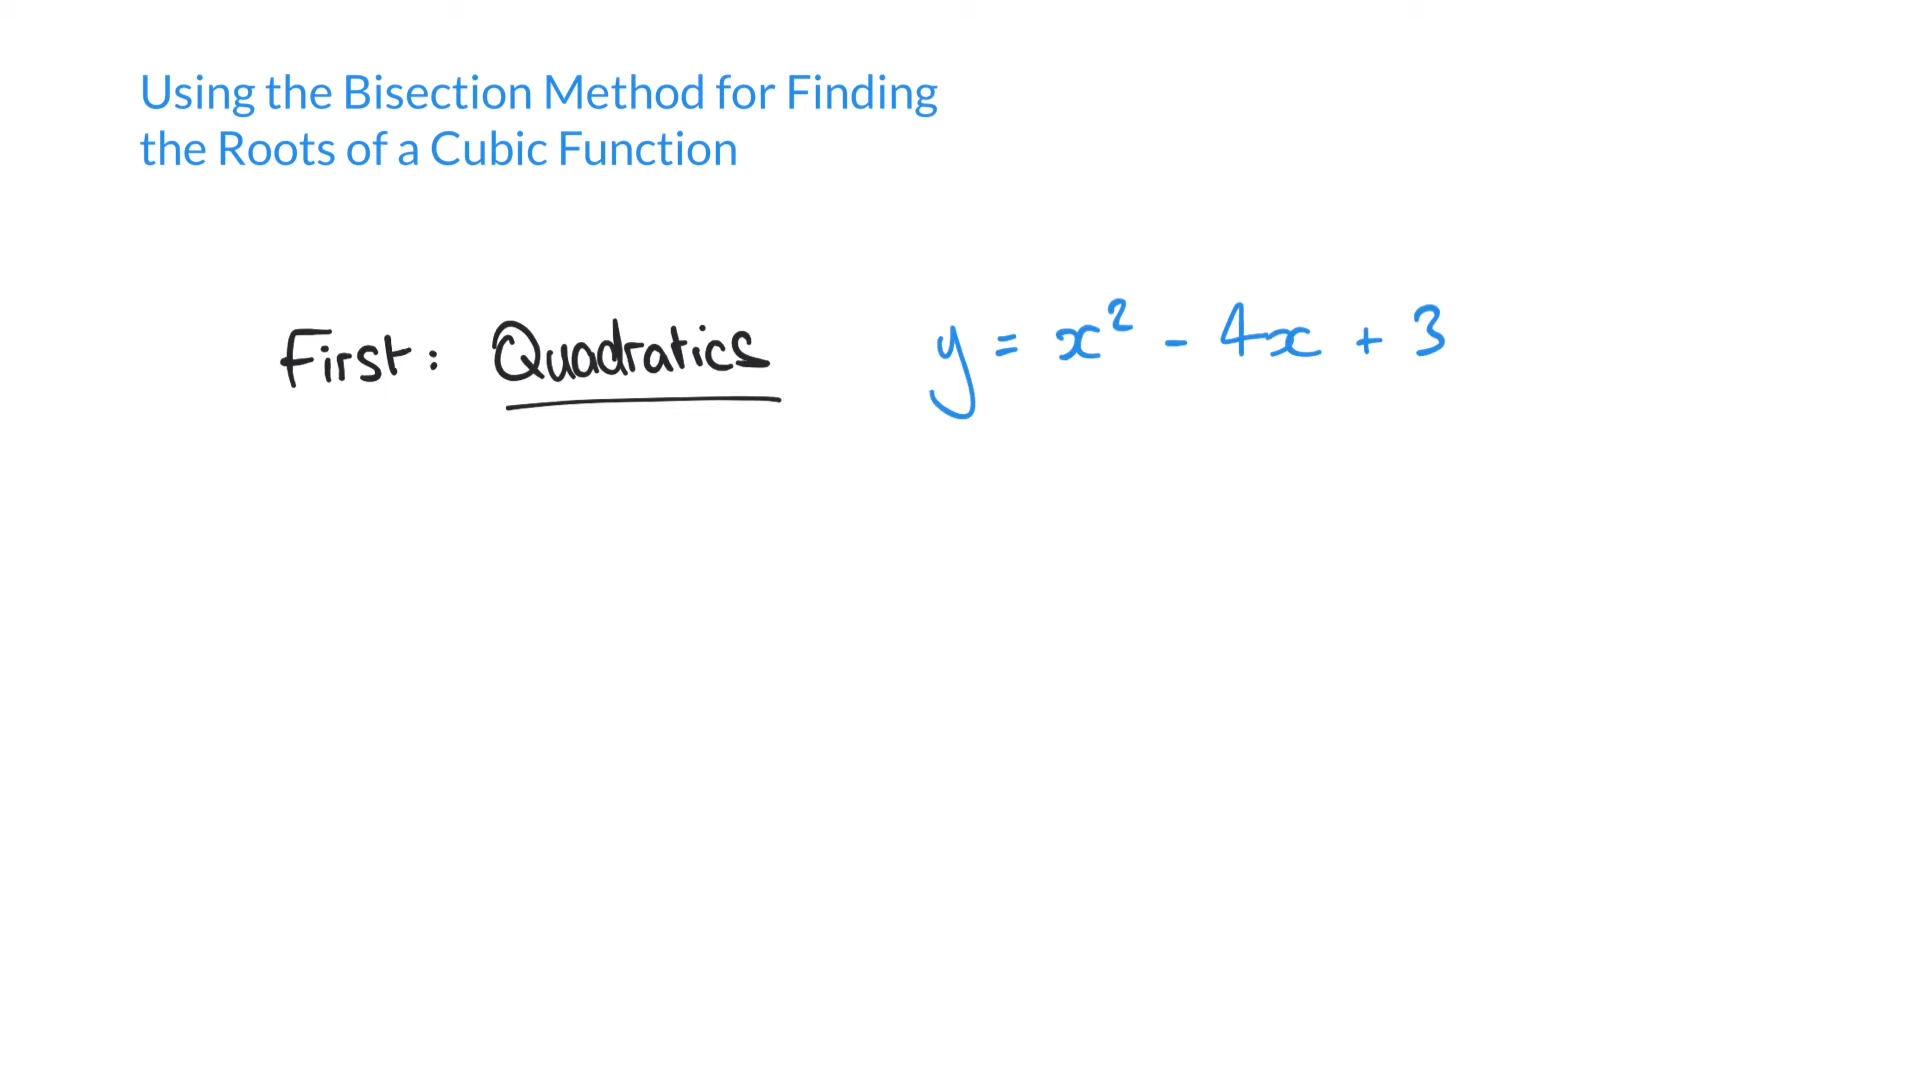 Using the Bisection Method for Finding
the Roots of a Cubic Function
First: Quadratics y = x² - 4x + 3